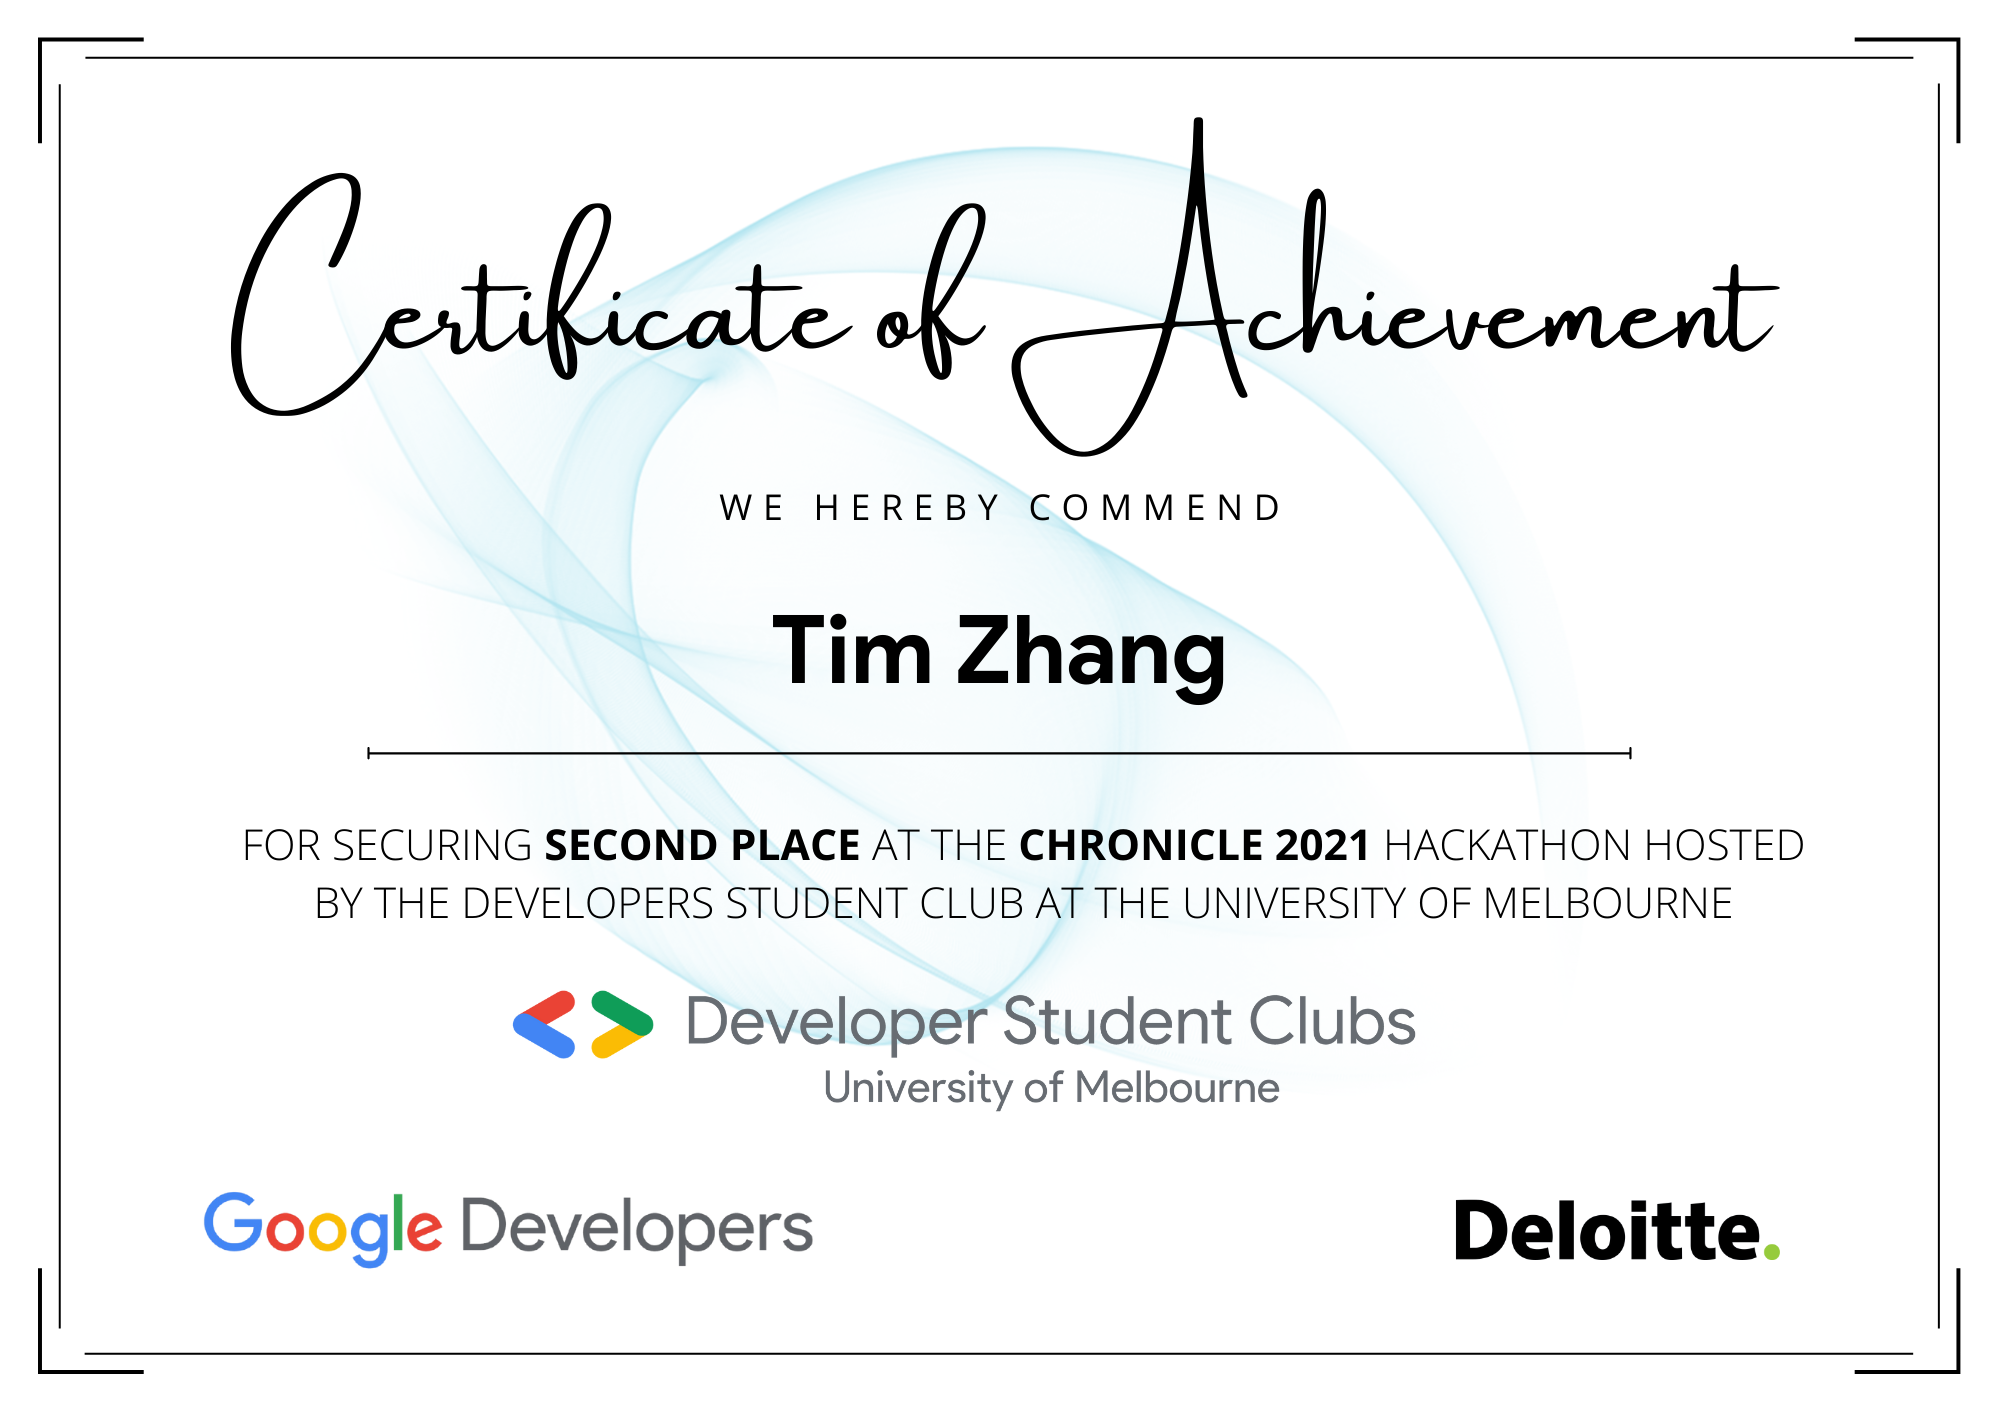 Certificate of Achievement
WE HEREBY COMMEND
Tim Zhang
FOR SECURING SECOND PLACE AT THE CHRONICLE 2021 HACKATHON HOSTED
BY THE DEVELOPERS STUDENT CLUB AT THE UNIVERSITY OF MELBOURNE
Developer Student Clubs
University of Melbourne
Google Developers
Deloitte.